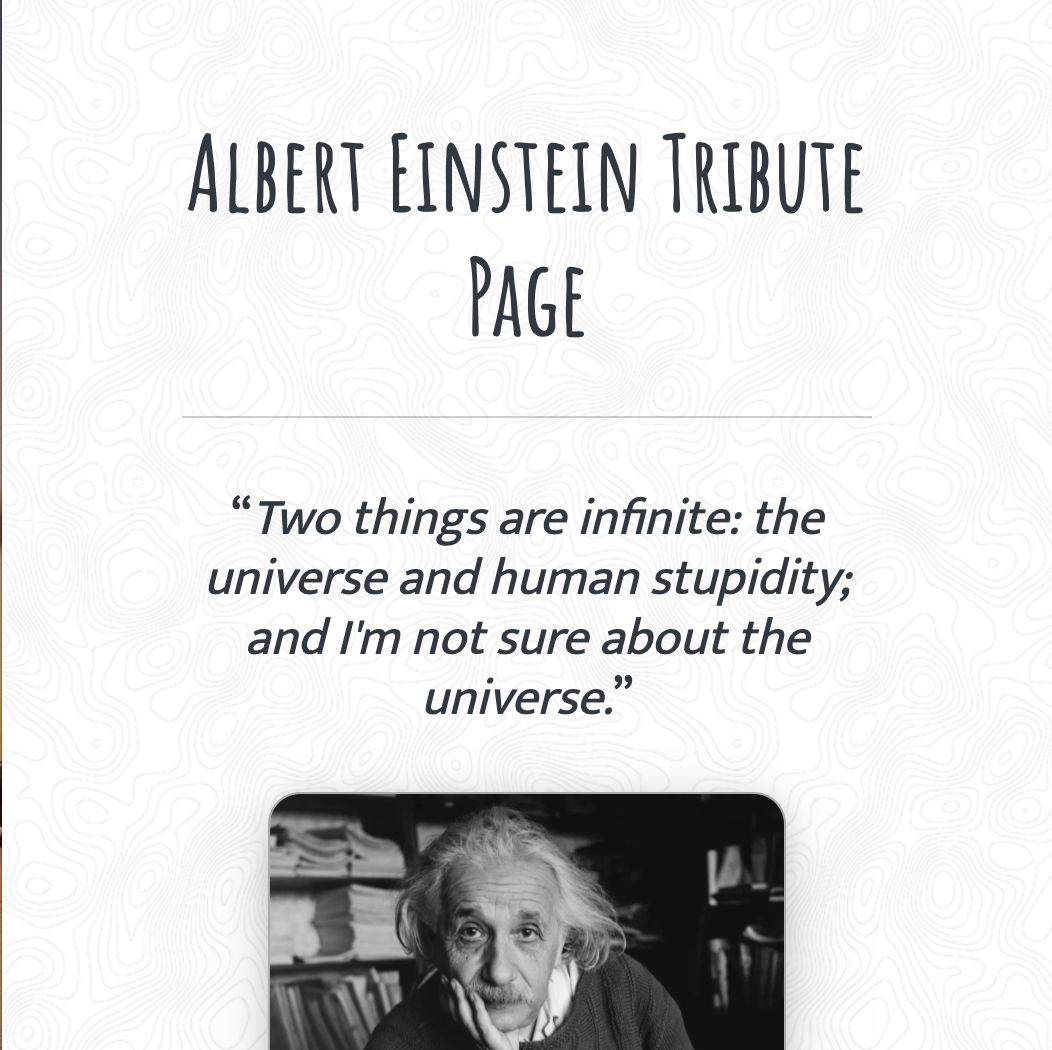 Albert Einstein Tribute
Page
“Two things are infinite: the
universe and human stupidity;
and I'm not sure about the
universe.”